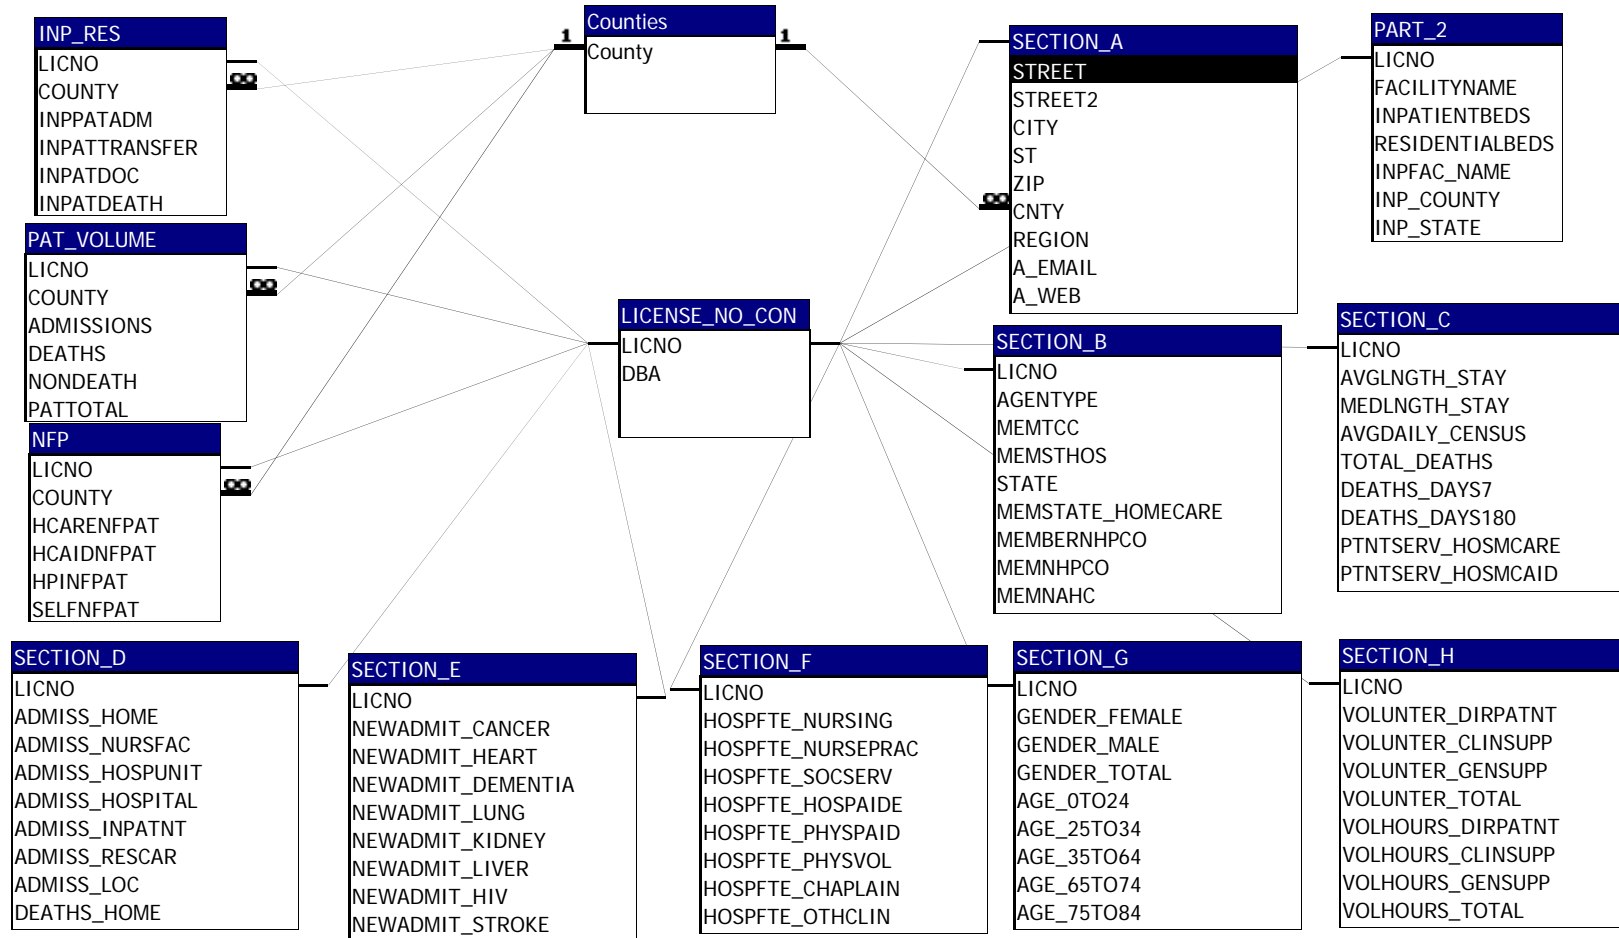 INP_RES
LICNO
COUNTY
INPPATADM
INPATTRANSFER
INPATDOC
INPATDEATH
∞
1
Counties
County
1
SECTION_A
STREET
STREET2
CITY
ST
ZIP
CNTY
REGION
A_EMAIL
A_WEB
∞
PART_2
LICNO
FACILITYNAME
INPATIENTBEDS
RESIDENTIALBEDS
INPFAC_NAME
INP_COUNTY
INP_STATE
PAT_VOLUME
LICNO
COUNTY
ADMISSIONS
DEATHS
NONDEATH
PATTOTAL
∞
LICENSE_NO_CON
LICNO
DBA
SECTION_B
LICNO
AGENTYPE
MEMTCC
MEMSTHOS
STATE
MEMSTATE_HOMECARE
MEMBERNHPCO
MEMNHPCO
MEMNAHC
SECTION_C
LICNO
AVGLNGTH_STAY
MEDLNGTH_STAY
AVGDAILY_CENSUS
TOTAL_DEATHS
DEATHS_DAYS7
DEATHS_DAYS180
PTNTSERV_HOSMCARE
PTNTSERV_HOSMCAID
NFP
LICNO
COUNTY
HCARENFPAT
HCAIDNFPAT
HPINFPAT
SELFNFPAT
∞
SECTION_D
LICNO
ADMISS_HOME
ADMISS_NURSFAC
ADMISS_HOSPUNIT
ADMISS_HOSPITAL
ADMISS_INPATNT
ADMISS_RESCAR
ADMISS_LOC
DEATHS_HOME
SECTION_E
LICNO
NEWADMIT_CANCER
NEWADMIT_HEART
NEWADMIT_DEMENTIA
NEWADMIT_LUNG
NEWADMIT_KIDNEY
NEWADMIT_LIVER
NEWADMIT_HIV
NEWADMIT_STROKE
SECTION_F
LICNO
HOSPFTE_NURSING
HOSPFTE_NURSEPRAC
HOSPFTE_SOCSERV
HOSPFTE_HOSPAIDE
HOSPFTE_PHYSPAID
HOSPFTE_PHYSVOL
HOSPFTE_CHAPLAIN
HOSPFTE_OTHCLIN
SECTION_G
LICNO
GENDER_FEMALE
GENDER_MALE
GENDER_TOTAL
AGE_0TO24
AGE_25TO34
AGE_35TO64
AGE_65TO74
AGE_75TO84
SECTION_H
LICNO
VOLUNTER_DIRPATNT
VOLUNTER_CLINSUPP
VOLUNTER_GENSUPP
VOLUNTER_TOTAL
VOLHOURS_DIRPATNT
VOLHOURS_CLINSUPP
VOLHOURS_GENSUPP
VOLHOURS_TOTAL